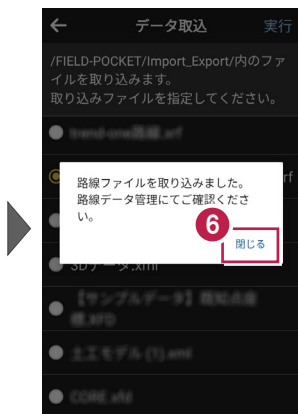 データ取込
実行
/FIELD-POCKET/Import_Export/内のファ
イルを取り込みます。
取り込みファイルを指定してください。
rf
路線ファイルを取り込みました。
路線データ管理にてご確認くださ
い。
6
閉じる
3Dデータ.xml